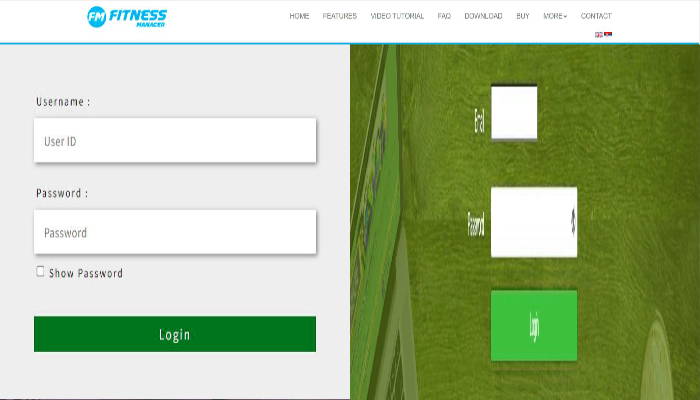 FM FITNESS
MANAGER
HOME FEATURES VIDEO TUTORIAL FAQ DOWNLOAD BUY MORE CONTACT
Username :
User ID
Password :
Password
Show Password
Login
Email
Password
Login